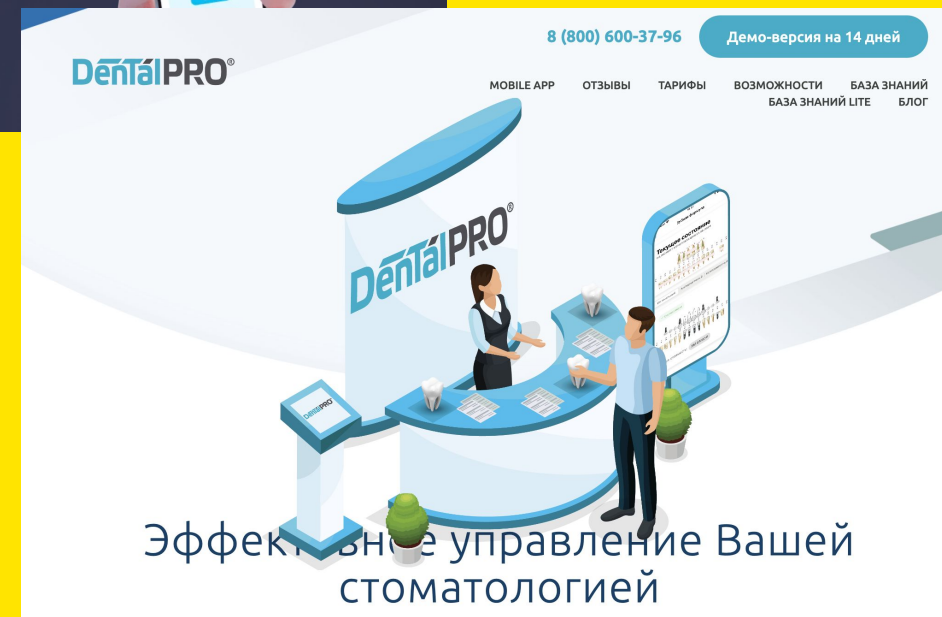 8 (800) 600-37-96
Демо-версия на 14 дней
DentalPRO®
MOBILE APP ОТЗЫВЫ ТАРИФЫ ВОЗМОЖНОСТИ БАЗА ЗНАНИЙ
БАЗА ЗНАНИЙ LITE БЛОГ
DentalPRO®
Текущее состояние
DentalPRO
Эффективное управление Вашей
стоматологией